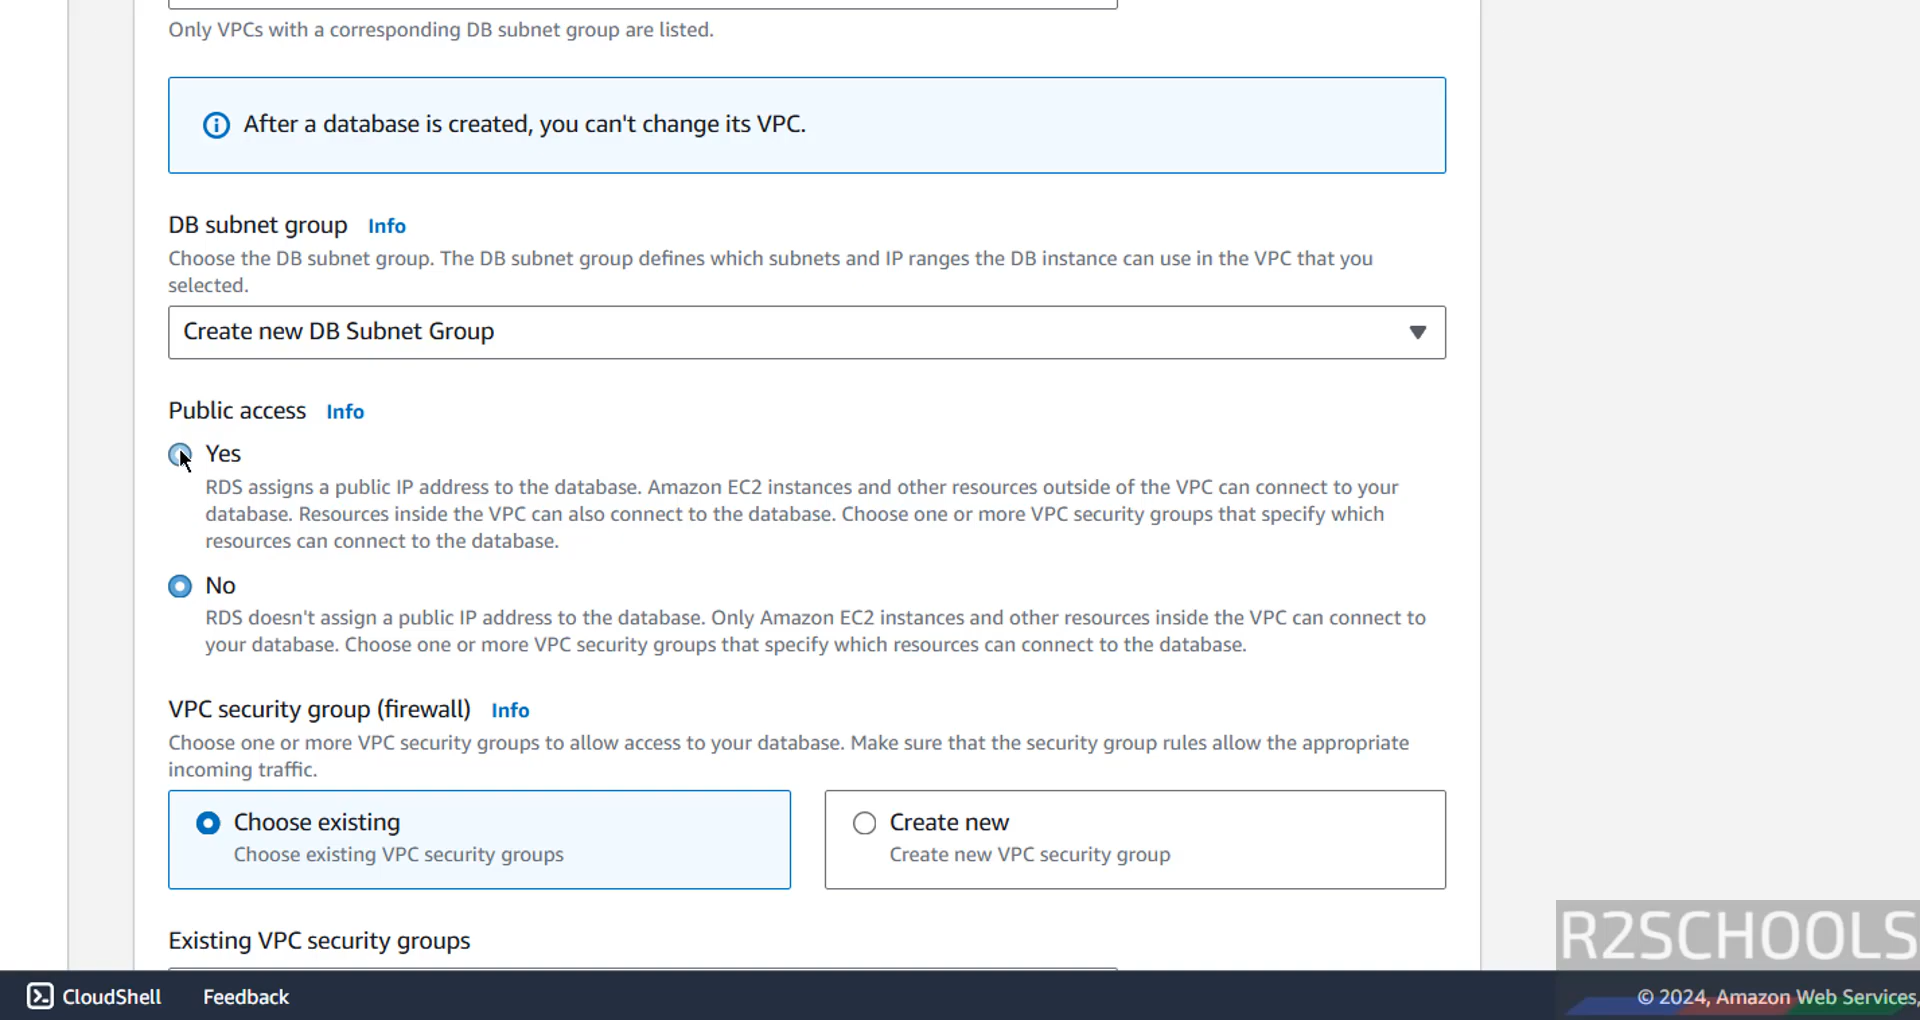 Only VPCs with a corresponding DB subnet group are listed.
After a database is created, you can't change its VPC.
DB subnet group Info
Choose the DB subnet group. The DB subnet group defines which subnets and IP ranges the DB instance can use in the VPC that you
selected.
Create new DB Subnet Group
Public access Info
Yes
RDS assigns a public IP address to the database. Amazon EC2 instances and other resources outside of the VPC can connect to your
database. Resources inside the VPC can also connect to the database. Choose one or more VPC security groups that specify which
resources can connect to the database.
No
RDS doesn't assign a public IP address to the database. Only Amazon EC2 instances and other resources inside the VPC can connect to
your database. Choose one or more VPC security groups that specify which resources can connect to the database.
VPC security group (firewall) Info
Choose one or more VPC security groups to allow access to your database. Make sure that the security group rules allow the appropriate
incoming traffic.
Choose existing
Choose existing VPC security groups
Create new
Create new VPC security group
Existing VPC security groups
R2SCHOOLS
CloudShell Feedback © 2024, Amazon Web Services,